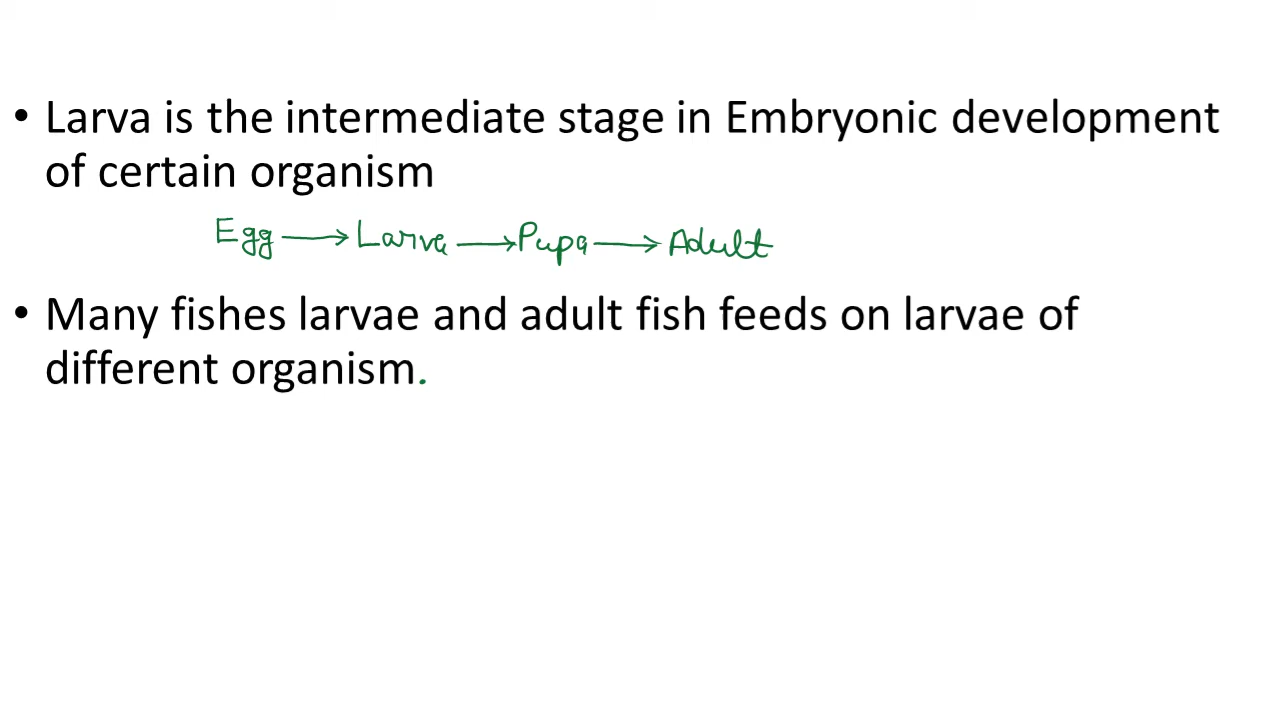 • Larva is the intermediate stage in Embryonic development
of certain organism
Egg → Larva → Pupa → Adult
• Many fishes larvae and adult fish feeds on larvae of
different organism.